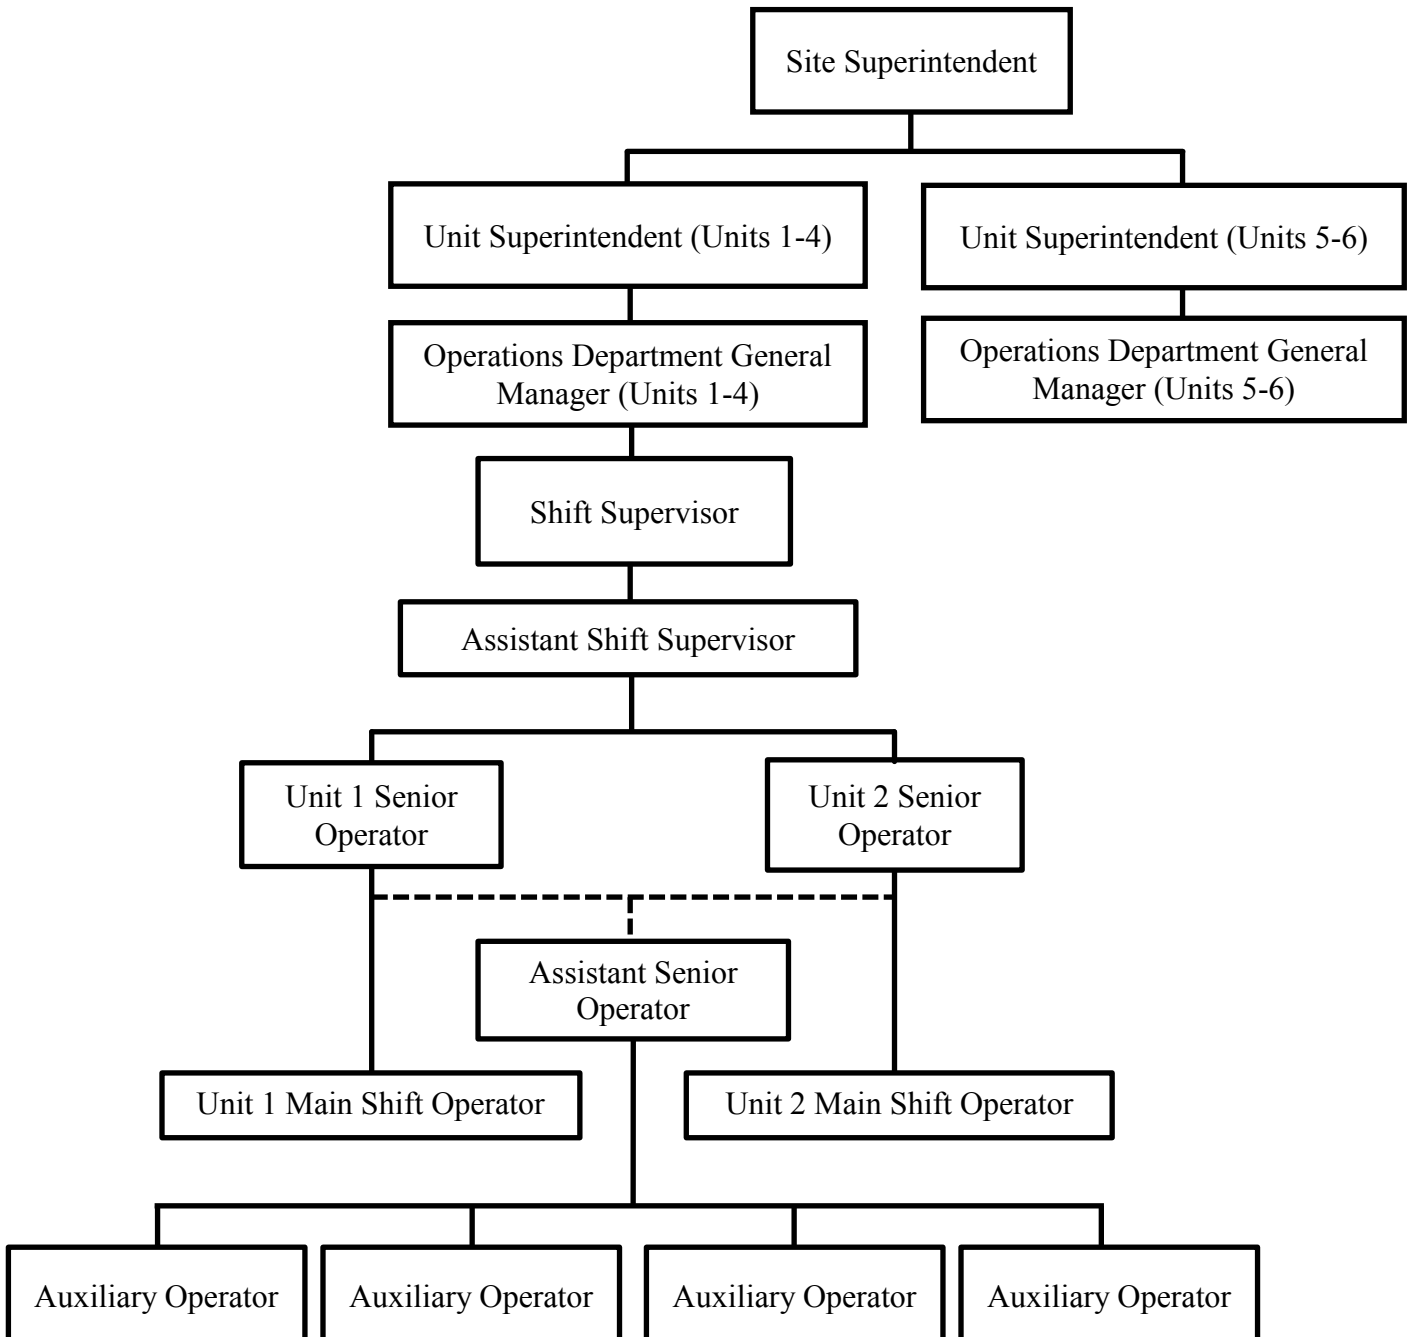 Site Superintendent
Unit Superintendent (Units 1-4)
Unit Superintendent (Units 5-6)
Operations Department General
Manager (Units 1-4)
Operations Department General
Manager (Units 5-6)
Shift Supervisor
Assistant Shift Supervisor
Unit 1 Senior
Operator
Unit 2 Senior
Operator
Assistant Senior
Operator
Unit 1 Main Shift Operator
Unit 2 Main Shift Operator
Auxiliary Operator
Auxiliary Operator
Auxiliary Operator
Auxiliary Operator